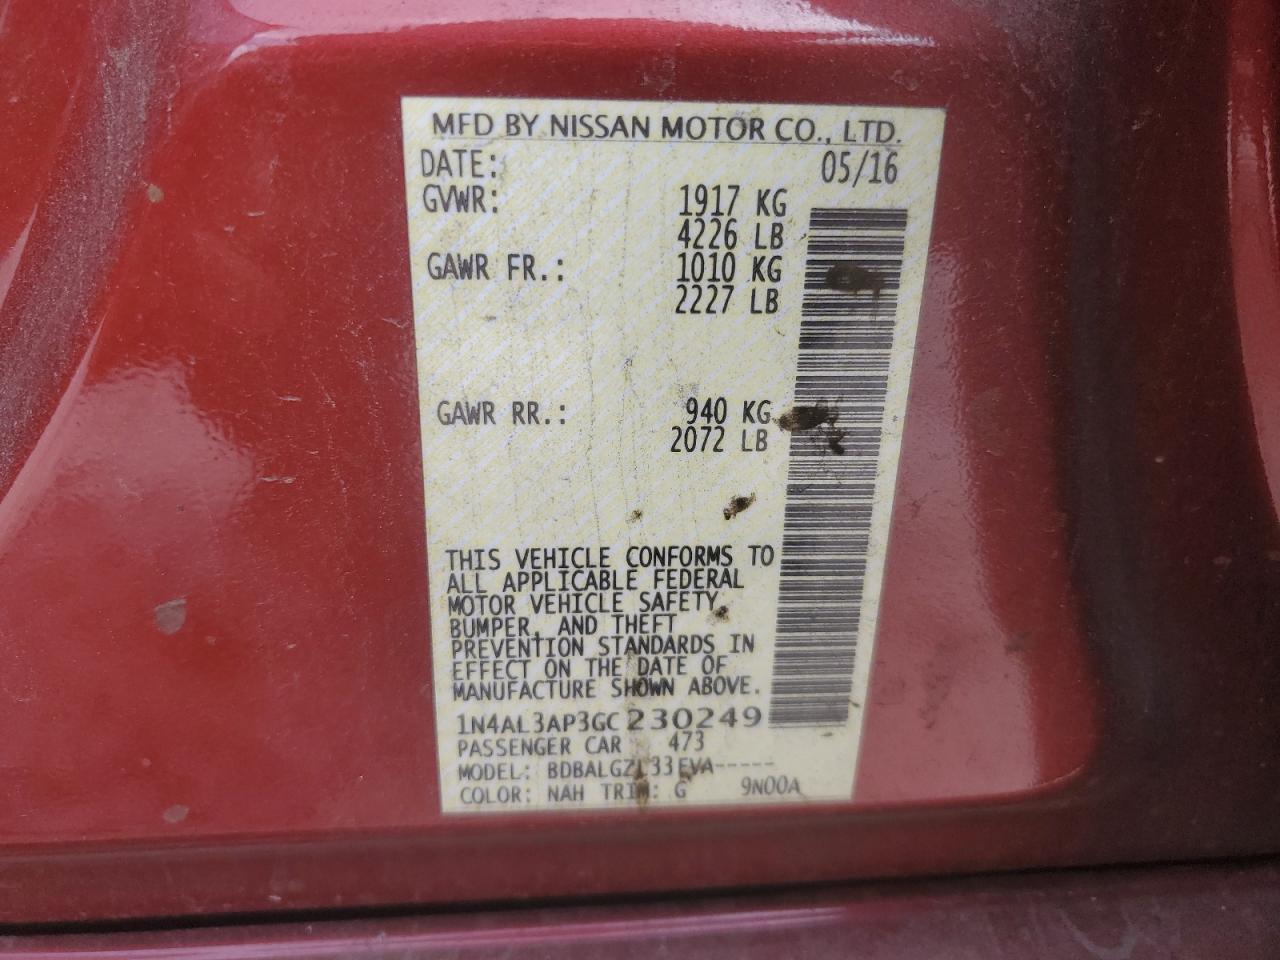 MFD BY NISSAN MOTOR CO., LTD.
DATE: 05/16
GVWR: 1917 KG
4226 LB
GAWR FR.: 1010 KG
2227 LB
GAWR RR.: 940 KG
2072 LB
THIS VEHICLE CONFORMS TO
ALL APPLICABLE FEDERAL
MOTOR VEHICLE SAFETY,
BUMPER, AND THEFT
PREVENTION STANDARDS IN
EFFECT ON THE DATE OF
MANUFACTURE SHOWN ABOVE.
1N4AL3AP3GC230249
PASSENGER CAR 473
MODEL: BDBALGZL33EVA-----
COLOR: NAH TRIM: G 9N00A